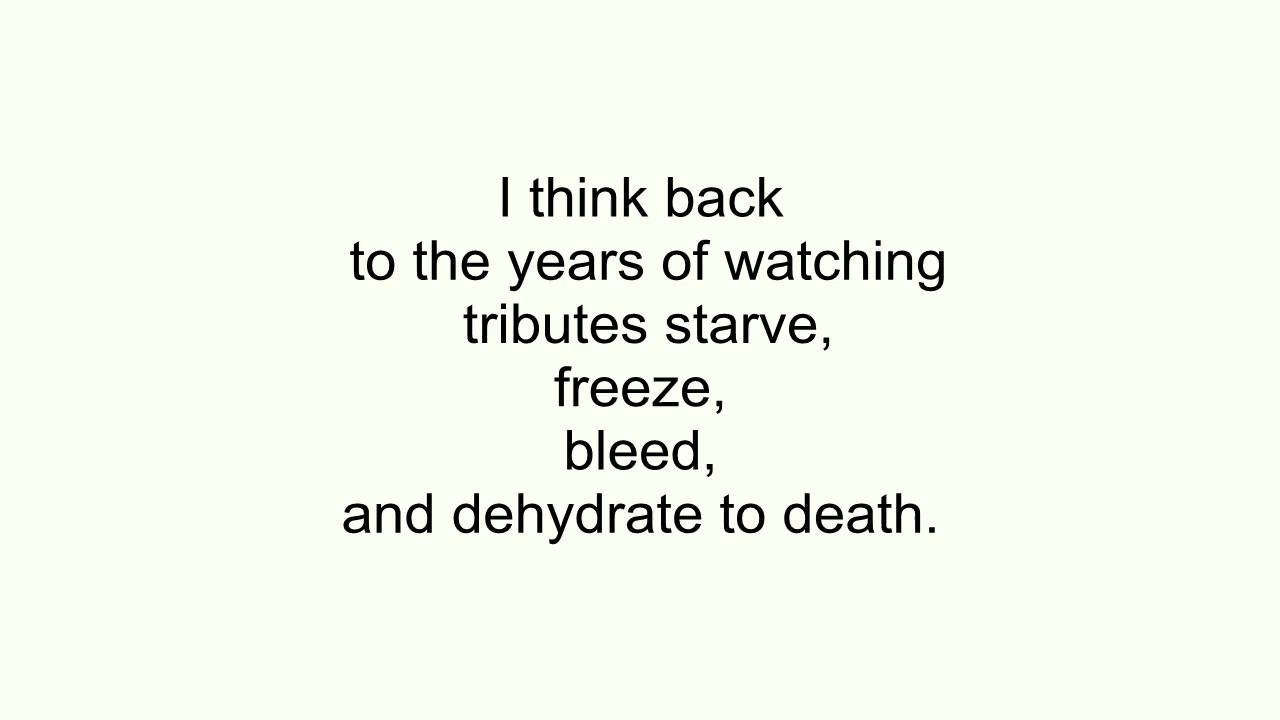 I think back
to the years of watching
tributes starve,
freeze,
bleed,
and dehydrate to death.